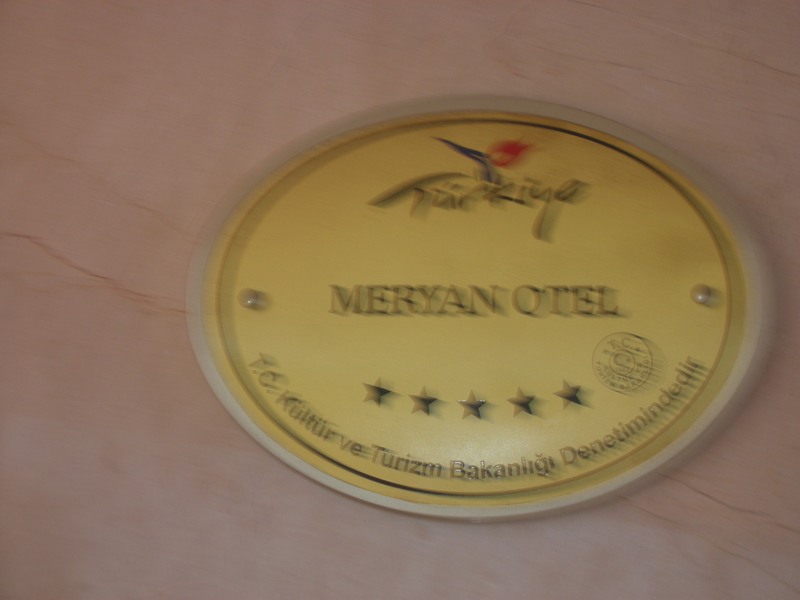 Türkiye
MERYAN OTEL
T.C. Kültür ve Turizm Bakanlığı Denetimindedir